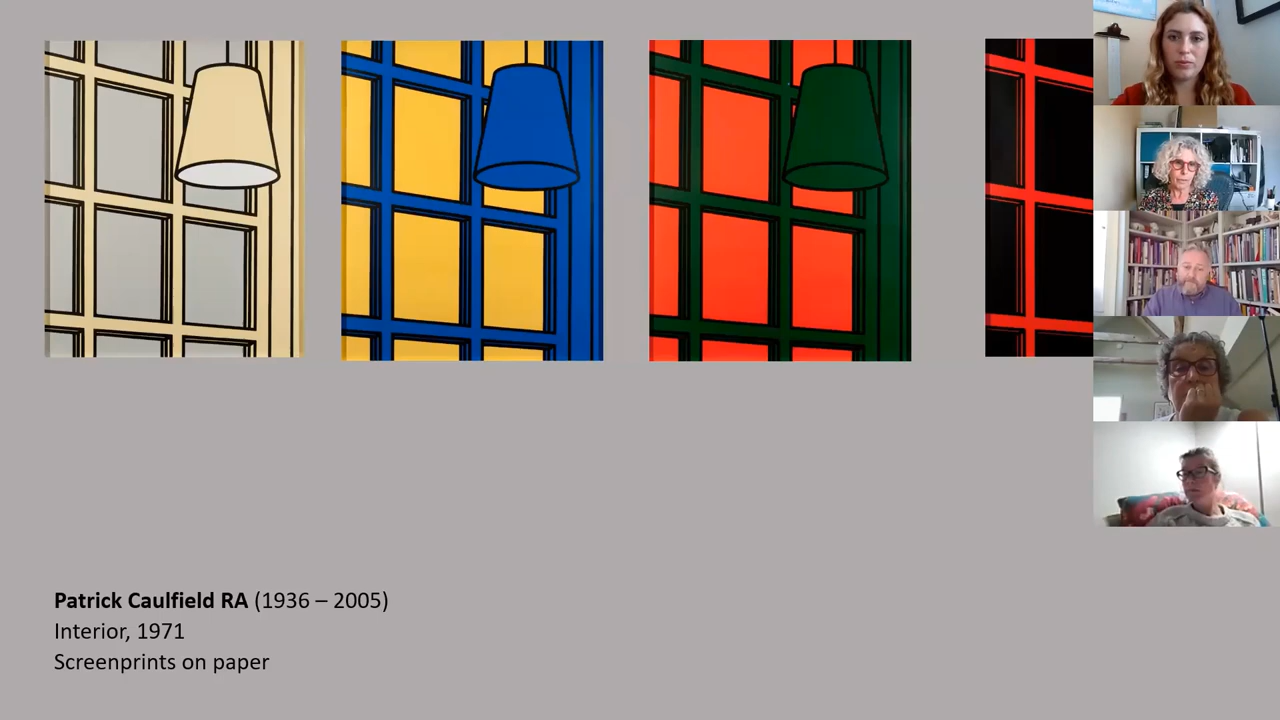 Patrick Caulfield RA (1936 – 2005)
Interior, 1971
Screenprints on paper